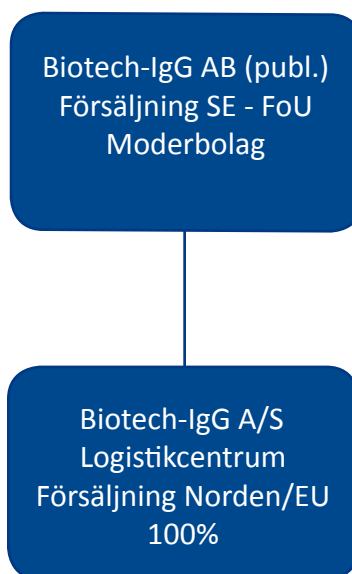 Biotech-IgG AB (publ.)
Försäljning SE - FoU
Moderbolag
Biotech-IgG A/S
Logistikcentrum
Försäljning Norden/EU
100%